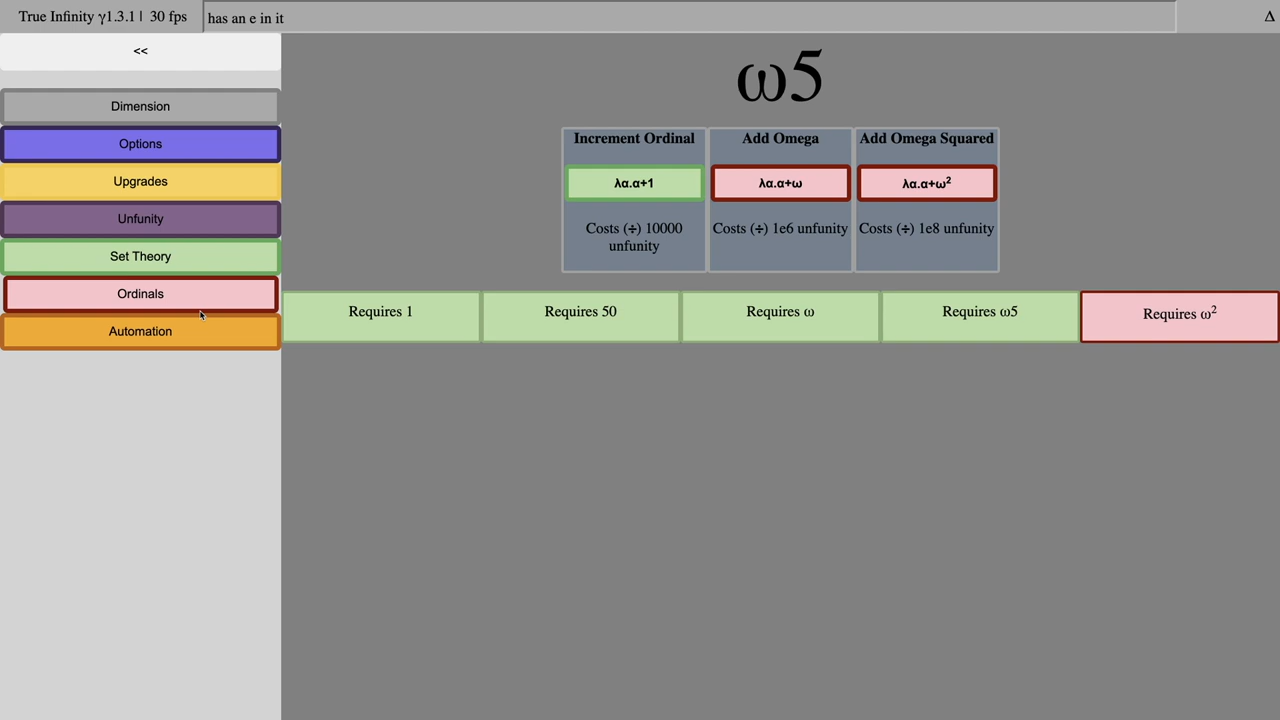 True Infinity γ1.3.1 | 30 fps
has an e in it
Δ
<<
Dimension
Options
Upgrades
Unfunity
Set Theory
Ordinals
Automation
ω5
Increment Ordinal
λα.α+1
Costs (÷) 10000
unfunity
Add Omega
λα.α+ω
Costs (÷) 1e6 unfunity
Add Omega Squared
λα.α+ω²
Costs (÷) 1e8 unfunity
Requires 1
Requires 50
Requires ω
Requires ω5
Requires ω²